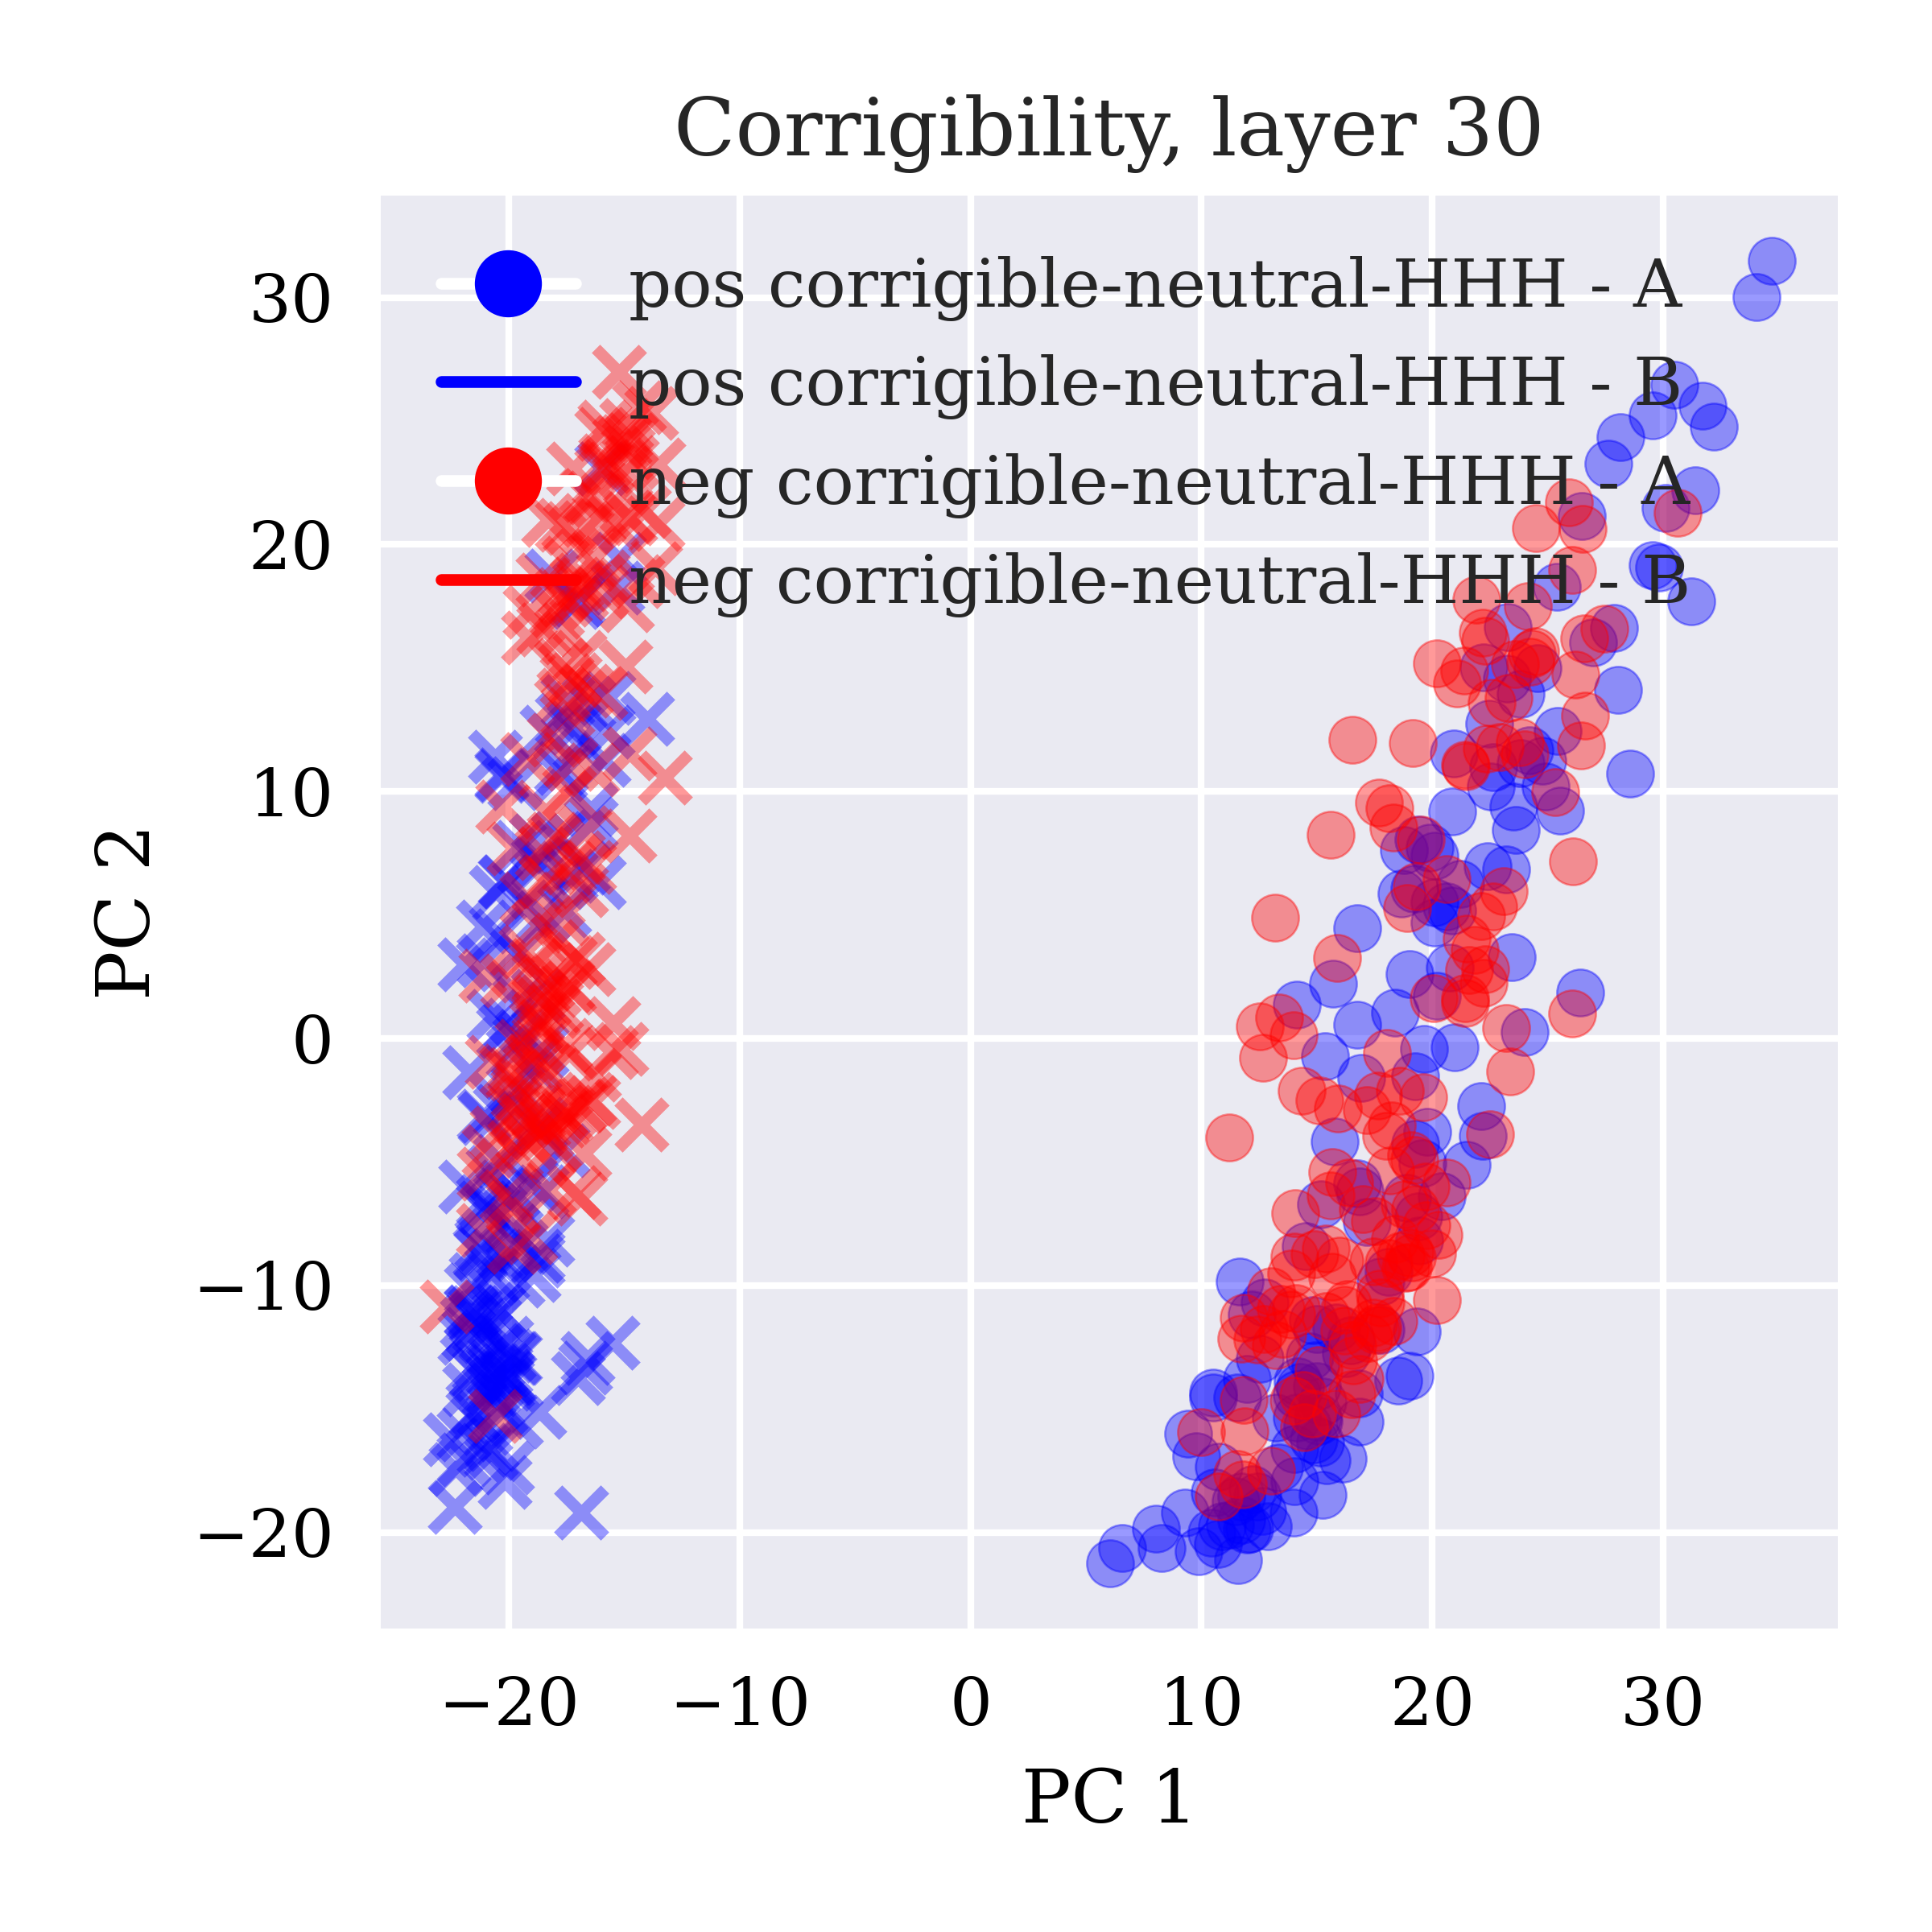 Corrigibility, layer 30
pos corrigible-neutral-HHH - A
pos corrigible-neutral-HHH - B
neg corrigible-neutral-HHH - A
neg corrigible-neutral-HHH - B
30
20
10
0
−10
−20
PC 2
−20 −10 0 10 20 30
PC 1